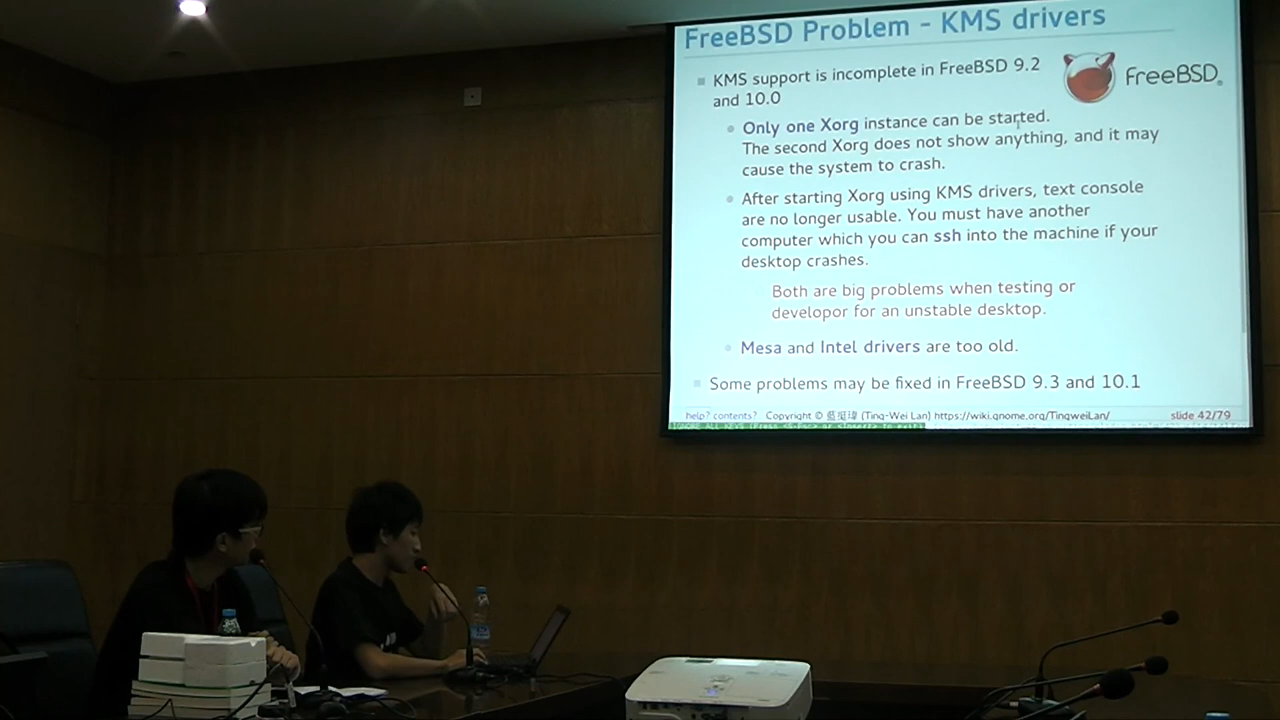 FreeBSD Problem - KMS drivers
KMS support is incomplete in FreeBSD 9.2
and 10.0
FreeBSD
Only one Xorg instance can be started.
The second Xorg does not show anything, and it may
cause the system to crash.
After starting Xorg using KMS drivers, text console
are no longer usable. You must have another
computer which you can ssh into the machine if your
desktop crashes.
Both are big problems when testing or
developor for an unstable desktop.
Mesa and Intel drivers are too old.
Some problems may be fixed in FreeBSD 9.3 and 10.1
help? contents? Copyright © 藍挺瑋 (Ting-Wei Lan) https://wiki.gnome.org/TingweiLan/ slide 42/79